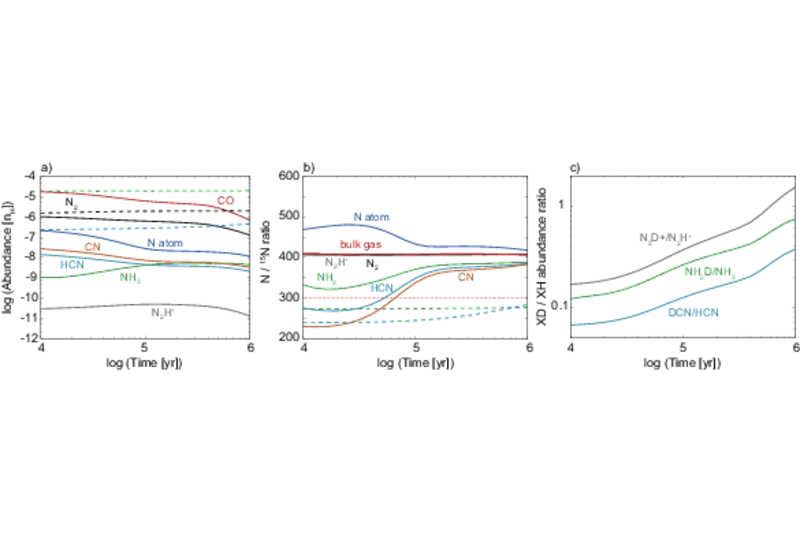 a)
log (Abundance [nH])
-4
-5
-6
-7
-8
-9
-10
-11
-12
CO
N2
CN
N atom
HCN
NH3
N2H+
4 5 6
log (Time [yr])
b)
N / 15N ratio
600
500
400
300
200
N atom
bulk gas
N2H+ N2
NH3
HCN
CN
4 5 6
log (Time [yr])
c)
XD / XH abundance ratio
1
0.1
N2D+/N2H+
NH2D/NH3
DCN/HCN
4 5 6
log (Time [yr])